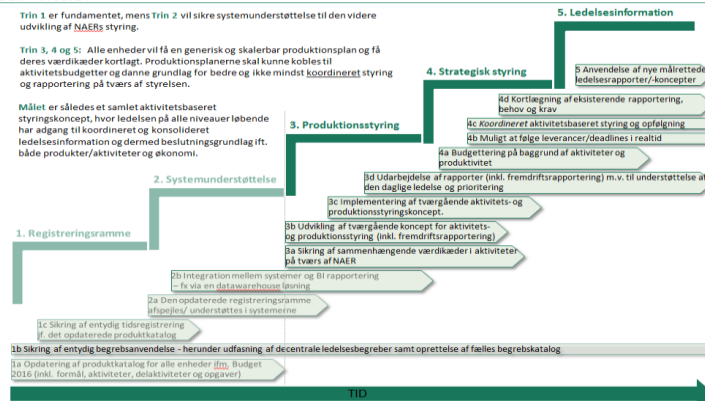 Trin 1 er fundamentet, mens Trin 2 vil sikre systemunderstøttelse til den videre
udvikling af NAERs styring.
Trin 3, 4 og 5: Alle enheder vil få en generisk og skalerbar produktionsplan og få
deres værdikæder kortlagt. Produktionsplanerne skal kunne kobles til
aktivitetsbudgetter og danne grundlag for bedre og ikke mindst koordineret styring
og rapportering på tværs af styrelsen.
Målet er således et samlet aktivitetsbaseret
styringskoncept, hvor ledelsen på alle niveauer løbende
har adgang til koordineret og konsolideret
ledelsesinformation og dermed beslutningsgrundlag ift.
både produkter/aktiviteter og økonomi.
5. Ledelsesinformation
5 Anvendelse af nye målrettede
ledelsesrapporter/-koncepter
4. Strategisk styring
4d Kortlægning af eksisterende rapportering,
behov og krav
4c Koordineret aktivitetsbaseret styring og opfølgning
4b Muligt at følge leverancer/deadlines i realtid
4a Budgettering på baggrund af aktiviteter og
produktivitet
3. Produktionsstyring
3d Udarbejdelse af rapporter (inkl. fremdriftsrapportering) m.v. til understøttelse af
den daglige ledelse og prioritering
3c Implementering af tværgående aktivitets- og
produktionsstyringskoncept.
3b Udvikling af tværgående koncept for aktivitets-
og produktionsstyring (inkl. fremdriftsrapportering)
3a Sikring af sammenhængende værdikæder i aktiviteter
på tværs af NAER
2. Systemunderstøttelse
2b Integration mellem systemer og BI rapportering
– fx via en datawarehouse løsning
2a Den opdaterede registreringsramme
afspejles/ understøttes i systemerne
1. Registreringsramme
1c Sikring af entydig tidsregistrering
if. det opdaterede produktkatalog
1b Sikring af entydig begrebsanvendelse - herunder udfasning af decentrale ledelsesbegreber samt oprettelse af fælles begrebskatalog
1a Opdatering af produktkatalog for alle enheder ifm. Budget
2016 (inkl. formål, aktiviteter, delaktiviteter og opgaver)
TID